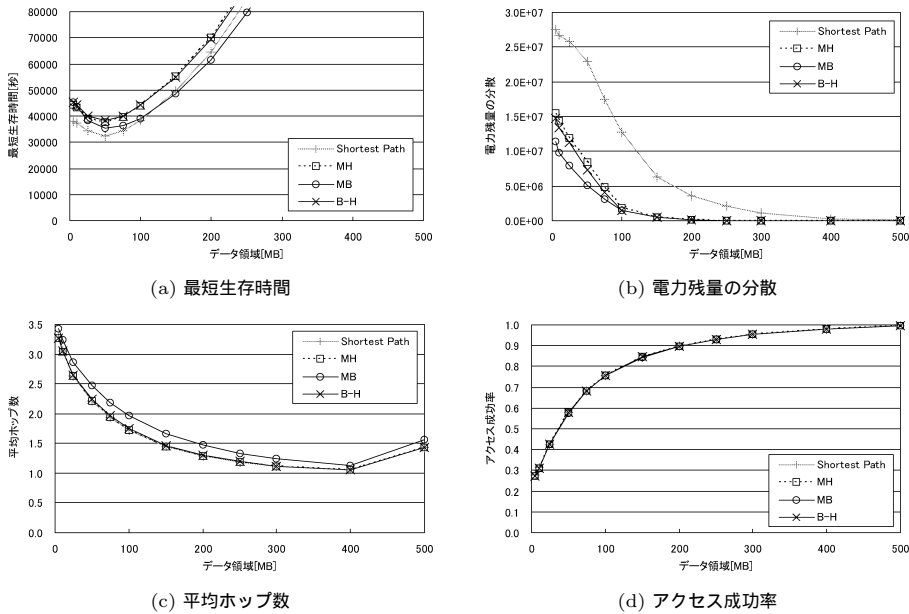 80000
70000
60000
50000
40000
30000
20000
10000
0
最短生存時間[秒]
Shortest Path
MH
MB
B-H
0 100 200 300 400 500
データ領域[MB]
(a) 最短生存時間
3.0E+07
2.5E+07
2.0E+07
1.5E+07
1.0E+07
5.0E+06
0.0E+00
電力残量の分散
Shortest Path
MH
MB
B-H
0 100 200 300 400 500
データ領域[MB]
(b) 電力残量の分散
3.5
3.0
2.5
2.0
1.5
1.0
0.5
0.0
平均ホップ数
Shortest Path
MH
MB
B-H
0 100 200 300 400 500
データ領域[MB]
(c) 平均ホップ数
1.0
0.9
0.8
0.7
0.6
0.5
0.4
0.3
0.2
0.1
0.0
アクセス成功率
Shortest Path
MH
MB
B-H
0 100 200 300 400 500
データ領域[MB]
(d) アクセス成功率